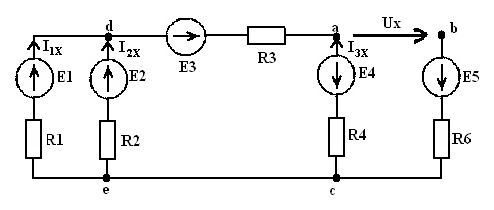 d a Ux b
I1X I2X I3X
E3 R3
E1 E2 E4 E5
R1 R2 R4 R6
e c